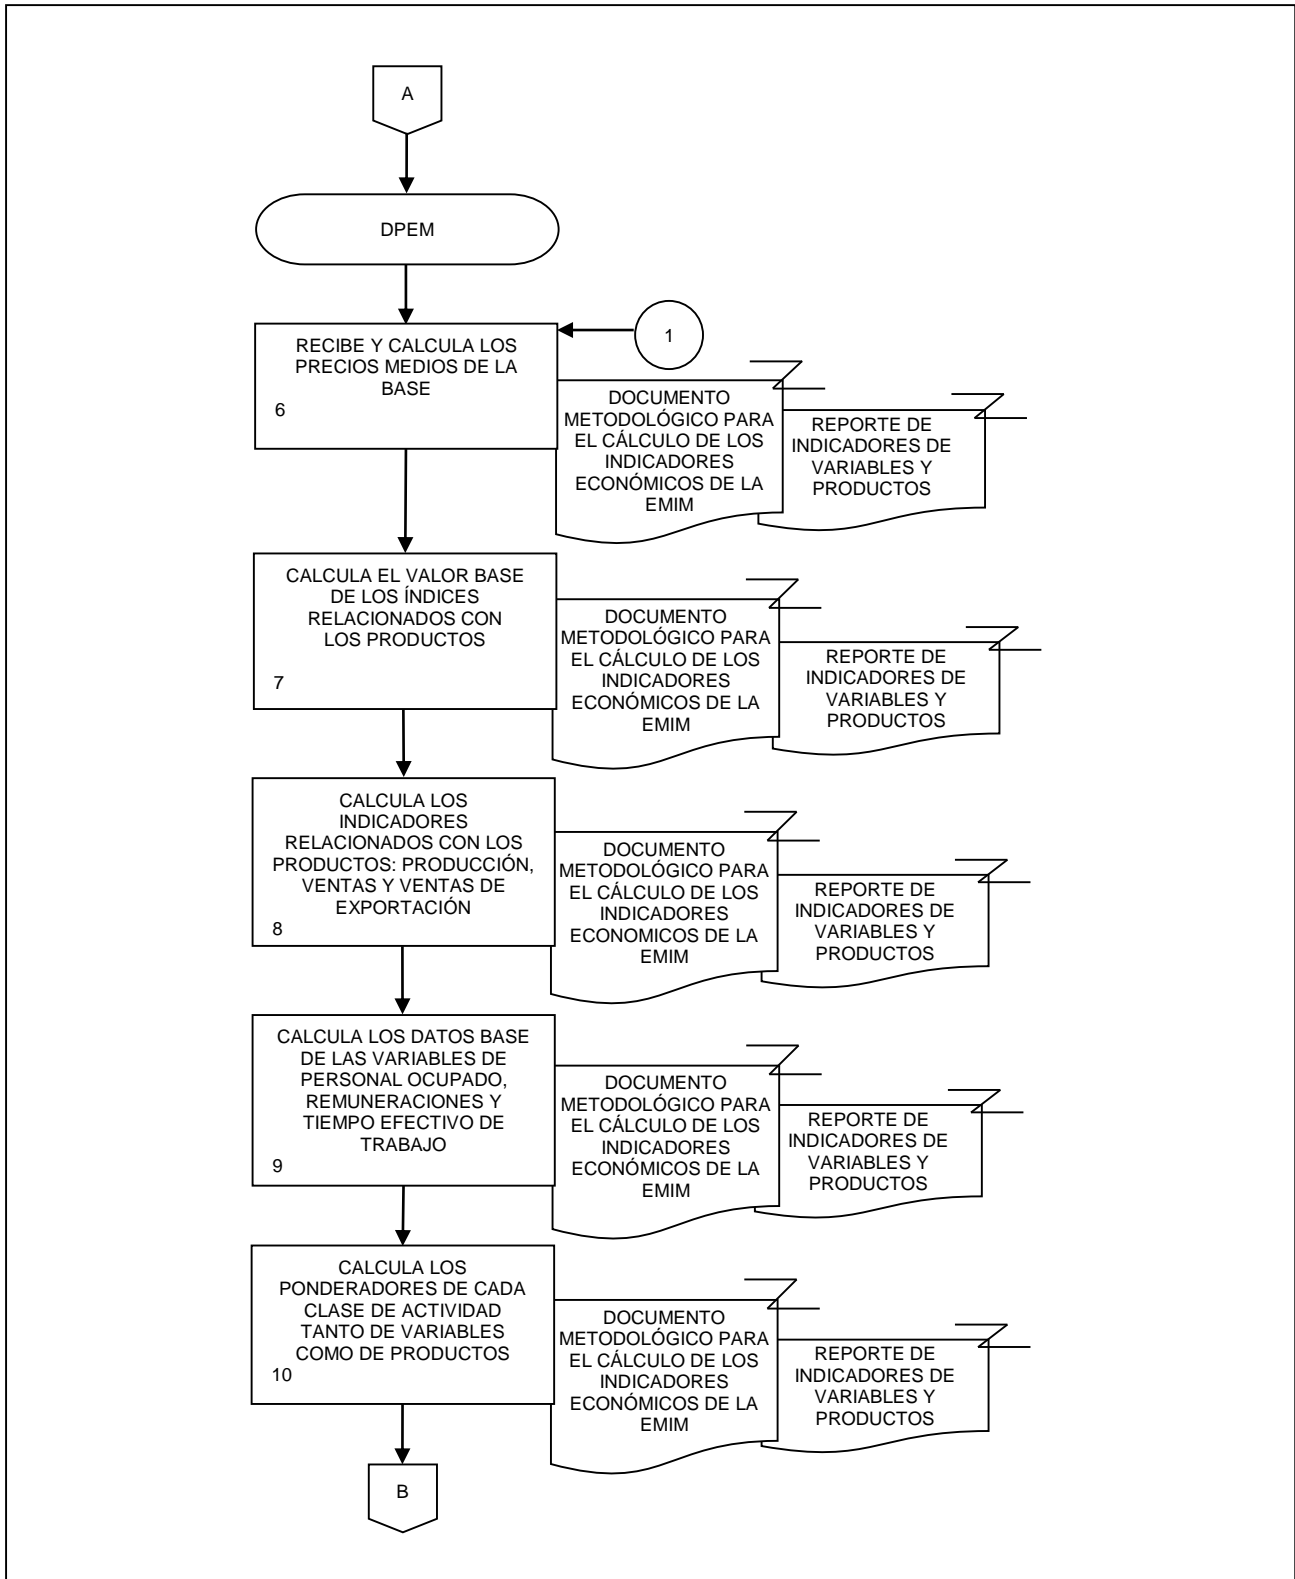 A
DPEM
1
RECIBE Y CALCULA LOS
PRECIOS MEDIOS DE LA
BASE
6
DOCUMENTO
METODOLÓGICO PARA
EL CÁLCULO DE LOS
INDICADORES
ECONÓMICOS DE LA
EMIM
REPORTE DE
INDICADORES DE
VARIABLES Y
PRODUCTOS
CALCULA EL VALOR BASE
DE LOS ÍNDICES
RELACIONADOS CON
LOS PRODUCTOS
7
DOCUMENTO
METODOLÓGICO PARA
EL CÁLCULO DE LOS
INDICADORES
ECONÓMICOS DE LA
EMIM
REPORTE DE
INDICADORES DE
VARIABLES Y
PRODUCTOS
CALCULA LOS
INDICADORES
RELACIONADOS CON LOS
PRODUCTOS: PRODUCCIÓN,
VENTAS Y VENTAS DE
EXPORTACIÓN
8
DOCUMENTO
METODOLÓGICO PARA
EL CÁLCULO DE LOS
INDICADORES
ECONOMICOS DE LA
EMIM
REPORTE DE
INDICADORES DE
VARIABLES Y
PRODUCTOS
CALCULA LOS DATOS BASE
DE LAS VARIABLES DE
PERSONAL OCUPADO,
REMUNERACIONES Y
TIEMPO EFECTIVO DE
TRABAJO
9
DOCUMENTO
METODOLÓGICO PARA
EL CÁLCULO DE LOS
INDICADORES
ECONÓMICOS DE LA
EMIM
REPORTE DE
INDICADORES DE
VARIABLES Y
PRODUCTOS
CALCULA LOS
PONDERADORES DE CADA
CLASE DE ACTIVIDAD
TANTO DE VARIABLES
COMO DE PRODUCTOS
10
DOCUMENTO
METODOLÓGICO PARA
EL CÁLCULO DE LOS
INDICADORES
ECONÓMICOS DE LA
EMIM
REPORTE DE
INDICADORES DE
VARIABLES Y
PRODUCTOS
B